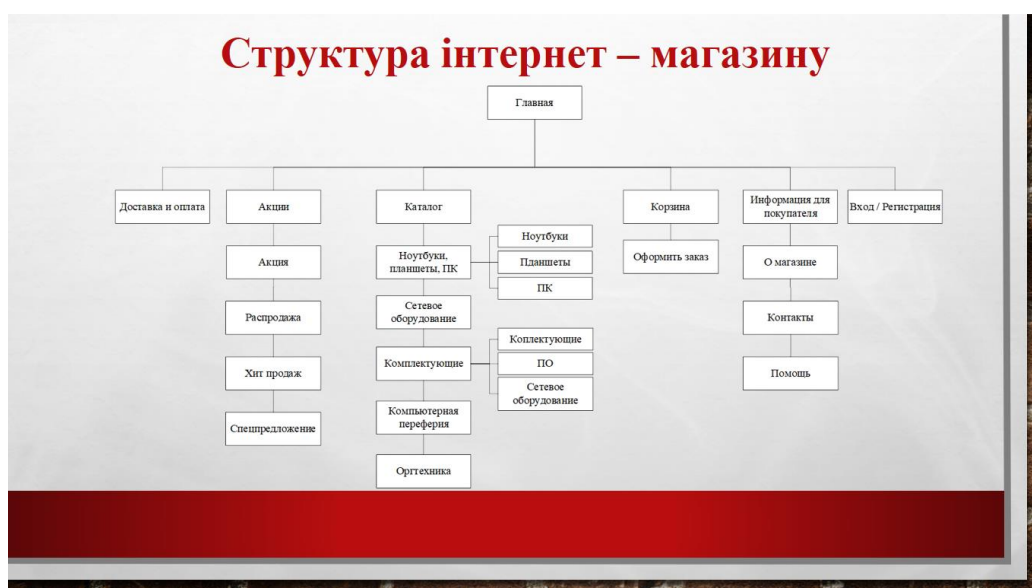 Структура інтернет – магазину
Главная
Доставка и оплата
Акции
Каталог
Корзина
Информация для
покупателя
Вход / Регистрация
Акция
Распродажа
Хит продаж
Спецпредложение
Ноутбуки,
планшеты, ПК
Ноутбуки
Пданшеты
ПК
Сетевое
оборудование
Комплектующие
Коплектующие
ПО
Сетевое
оборудование
Компьютерная
переферия
Оргтехника
Оформить заказ
О магазине
Контакты
Помощь